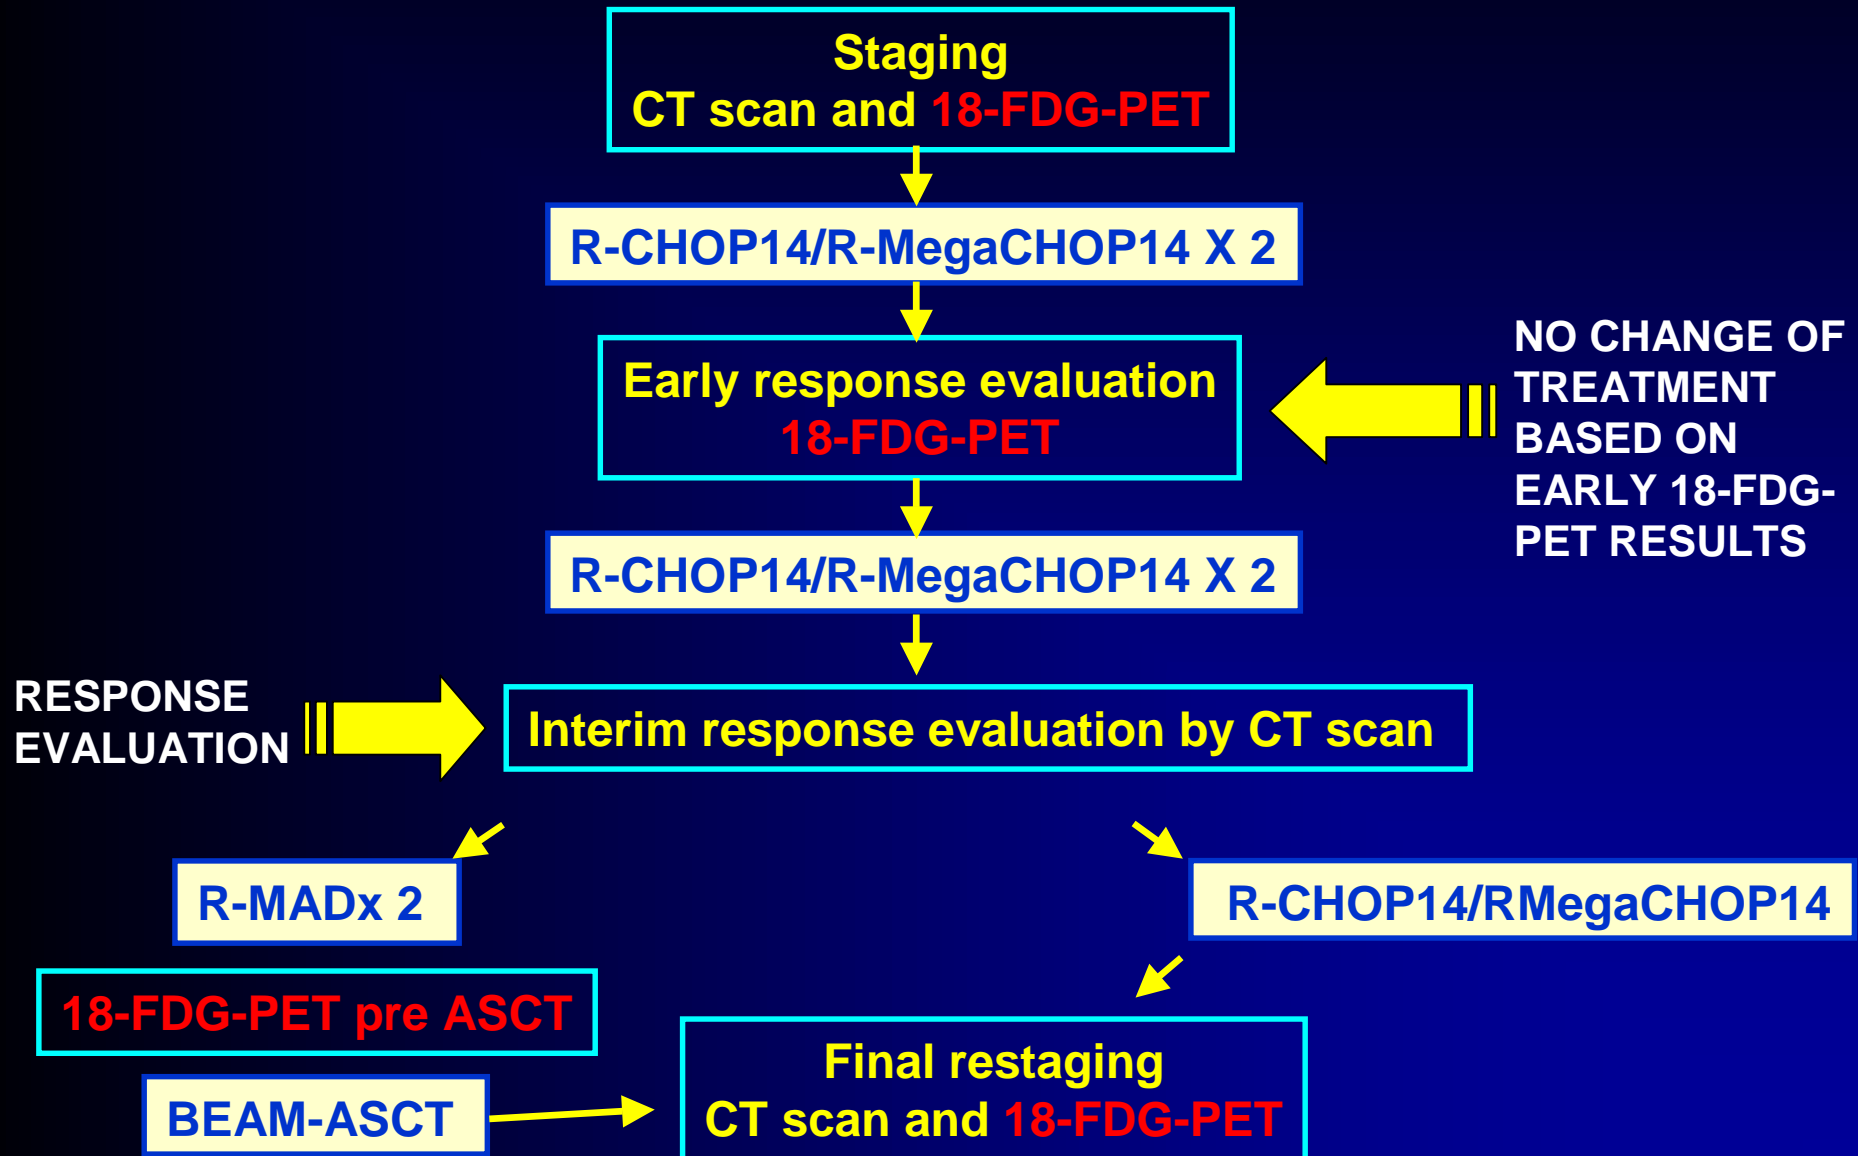 Staging
CT scan and 18-FDG-PET
R-CHOP14/R-MegaCHOP14 X 2
Early response evaluation
18-FDG-PET
NO CHANGE OF
TREATMENT
BASED ON
EARLY 18-FDG-
PET RESULTS
R-CHOP14/R-MegaCHOP14 X 2
RESPONSE
EVALUATION
Interim response evaluation by CT scan
R-MADx 2
R-CHOP14/RMegaCHOP14
18-FDG-PET pre ASCT
BEAM-ASCT
Final restaging
CT scan and 18-FDG-PET